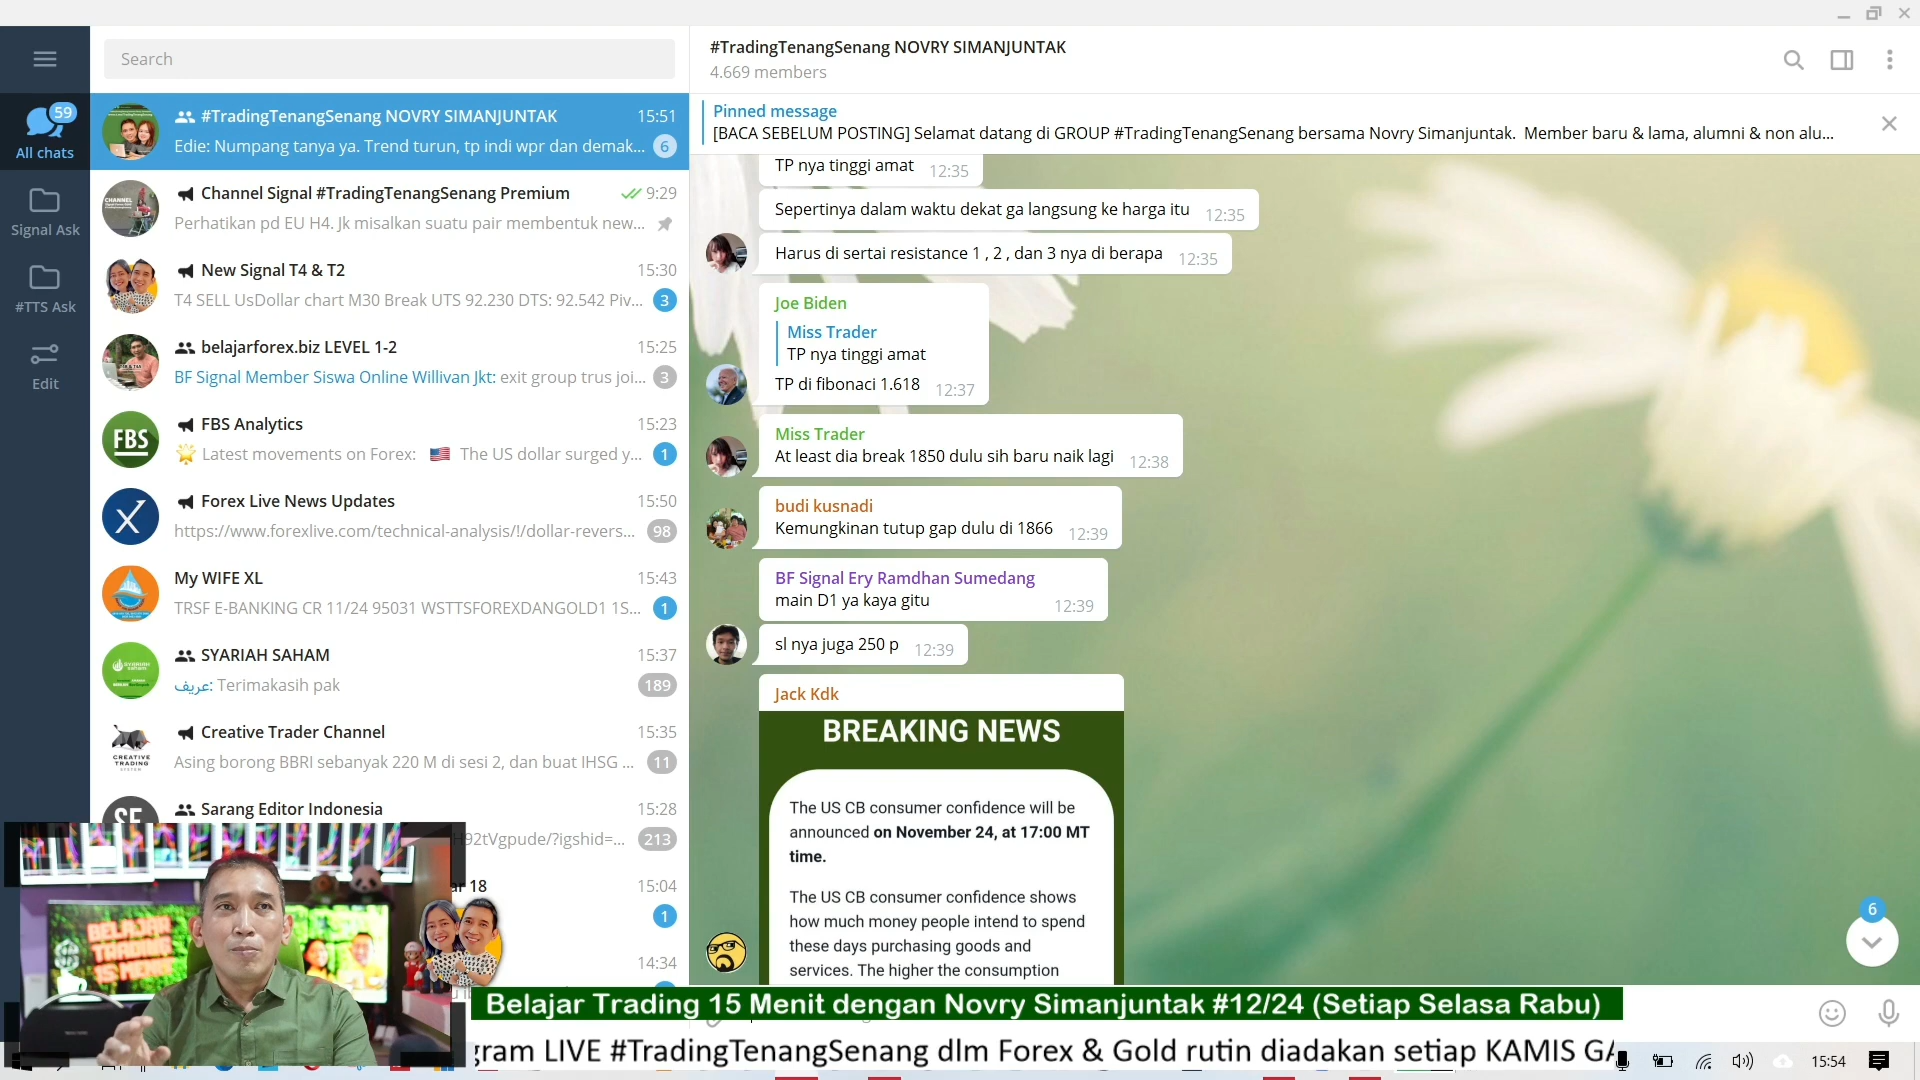 Search
59
All chats
Signal Ask
#TTS Ask
Edit
#TradingTenangSenang NOVRY SIMANJUNTAK 15:51
Edie: Numpang tanya ya. Trend turun, tp indi wpr dan demak... 6
CHANNEL
Channel Signal #TradingTenangSenang Premium 9:29
Perhatikan pd EU H4. Jk misalkan suatu pair membentuk new...
New Signal T4 & T2 15:30
T4 SELL UsDollar chart M30 Break UTS 92.230 DTS: 92.542 Piv... 3
belajarforex.biz LEVEL 1-2 15:25
BF Signal Member Siswa Online Willivan Jkt: exit group trus joi... 3
FBS
FBS Analytics 15:23
Latest movements on Forex: The US dollar surged y... 1
Forex Live News Updates 15:50
https://www.forexlive.com/technical-analysis/!/dollar-revers... 98
My WIFE XL 15:43
TRSF E-BANKING CR 11/24 95031 WSTTSFOREXDANGOLD1 1S... 1
SYARIAH SAHAM 15:37
عريف: Terimakasih pak 189
CREATIVE
TRADING
SYSTEM
Creative Trader Channel 15:35
Asing borong BBRI sebanyak 220 M di sesi 2, dan buat IHSG ... 11
SE
Sarang Editor Indonesia 15:28
H92tVgpude/?igshid=... 213
ar 18 15:04
1
14:34
#TradingTenangSenang NOVRY SIMANJUNTAK
4.669 members
Pinned message
[BACA SEBELUM POSTING] Selamat datang di GROUP #TradingTenangSenang bersama Novry Simanjuntak. Member baru & lama, alumni & non alu...
TP nya tinggi amat 12:35
Sepertinya dalam waktu dekat ga langsung ke harga itu 12:35
Harus di sertai resistance 1 , 2 , dan 3 nya di berapa 12:35
Joe Biden
Miss Trader
TP nya tinggi amat
TP di fibonaci 1.618 12:37
Miss Trader
At least dia break 1850 dulu sih baru naik lagi 12:38
budi kusnadi
Kemungkinan tutup gap dulu di 1866 12:39
BF Signal Ery Ramdhan Sumedang
main D1 ya kaya gitu 12:39
sl nya juga 250 p 12:39
Jack Kdk
BREAKING NEWS
The US CB consumer confidence will be
announced on November 24, at 17:00 MT
time.
The US CB consumer confidence shows
how much money people intend to spend
these days purchasing goods and
services. The higher the consumption
6
BELAJAR
TRADING
15 MENIT
Belajar Trading 15 Menit dengan Novry Simanjuntak #12/24 (Setiap Selasa Rabu)
gram LIVE #TradingTenangSenang dlm Forex & Gold rutin diadakan setiap KAMIS GA
15:54